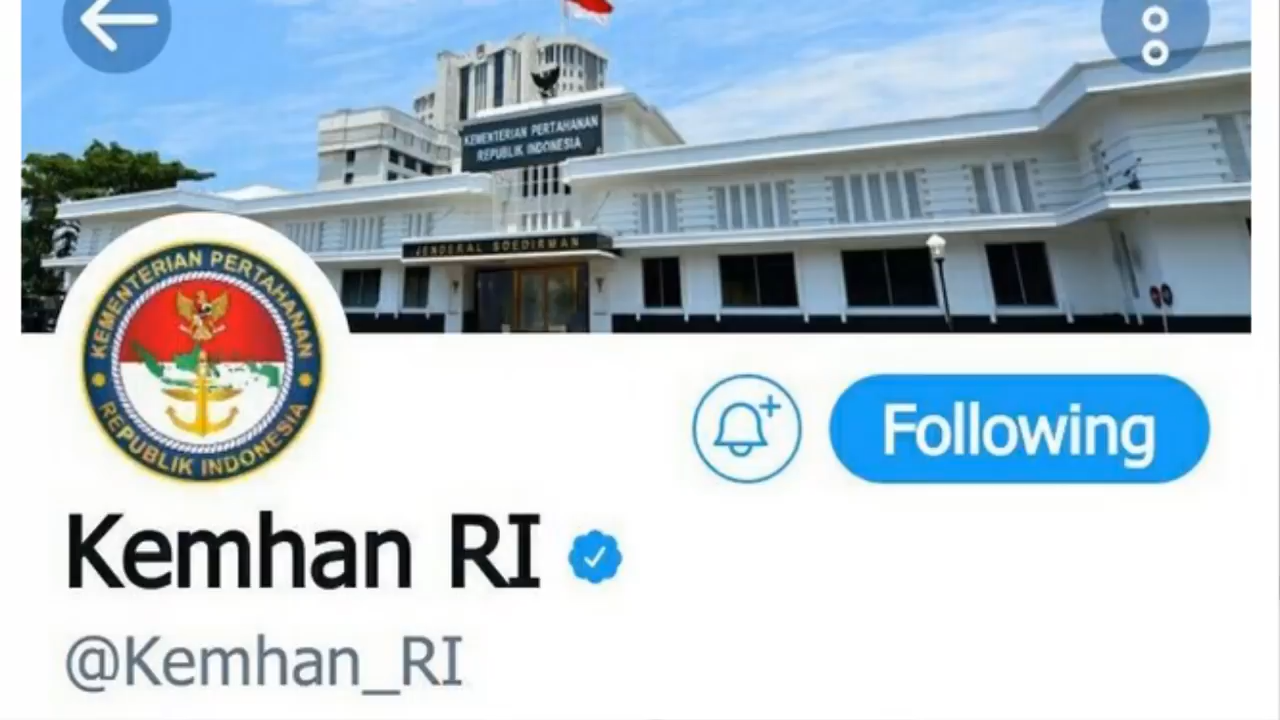 KEMENTERIAN PERTAHANAN
REPUBLIK INDONESIA
JENDERAL SOEDIRMAN
KEMENTERIAN PERTAHANAN
REPUBLIK INDONESIA
Following
Kemhan RI
@Kemhan_RI